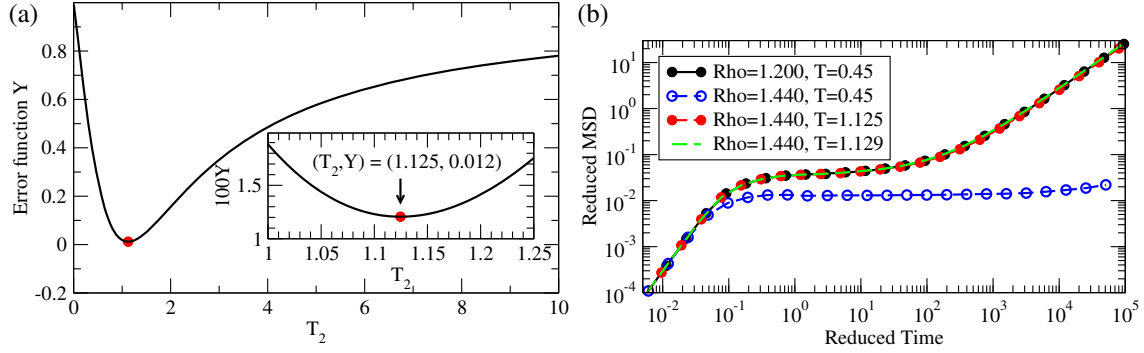 (a)
Error function Y
0.8
0.6
0.4
0.2
0
-0.2
0 2 4 6 8 10
T2
100Y
1.5
1
(T2,Y) = (1.125, 0.012)
1 1.05 1.1 1.15 1.2 1.25
T2
(b)
Reduced MSD
10^1
10^0
10^-1
10^-2
10^-3
10^-4
Rho=1.200, T=0.45
Rho=1.440, T=0.45
Rho=1.440, T=1.125
Rho=1.440, T=1.129
10^-2 10^-1 10^0 10^1 10^2 10^3 10^4 10^5
Reduced Time